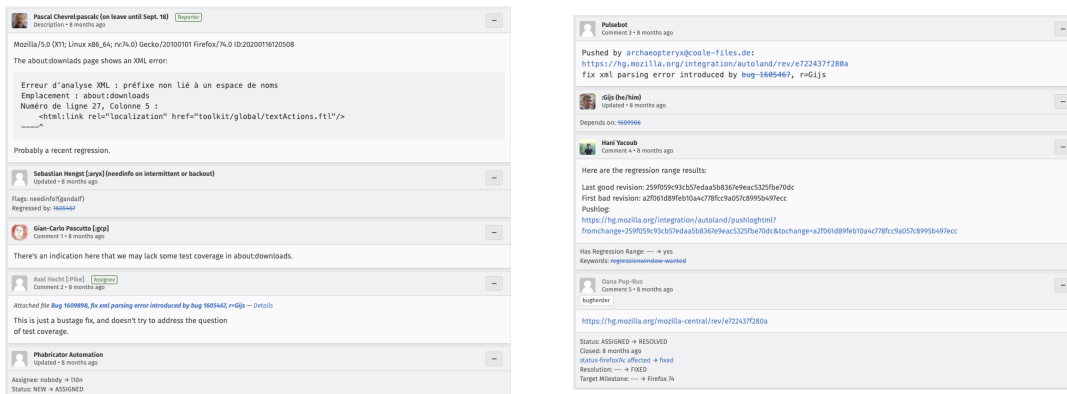 Pascal Chevrel:pascalc (on leave until Sept. 18) Reporter
Description • 8 months ago
Mozilla/5.0 (X11; Linux x86_64; rv:74.0) Gecko/20100101 Firefox/74.0 ID:20200116120508
The about:downlads page shows an XML error:
Erreur d’analyse XML : préfixe non lié à un espace de noms
Emplacement : about:downloads
Numéro de ligne 27, Colonne 5 :
<html:link rel="localization" href="toolkit/global/textActions.ftl"/>
----^
Probably a recent regression.
Sebastian Hengst [:aryx] (needinfo on intermittent or backout)
Updated • 8 months ago
Flags: needinfo?(gandalf)
Regressed by: 1605467
Gian-Carlo Pascutto [:gcp]
Comment 1 • 8 months ago
There's an indication here that we may lack some test coverage in about:downloads.
Axel Hecht [:Pike] Assignee
Comment 2 • 8 months ago
Attached file Bug 1609898, fix xml parsing error introduced by bug 1605467, r=Gijs — Details
This is just a bustage fix, and doesn't try to address the question
of test coverage.
Phabricator Automation
Updated • 8 months ago
Assignee: nobody → l10n
Status: NEW → ASSIGNED
Pulsebot
Comment 3 • 8 months ago
Pushed by archaeopteryx@coole-files.de:
https://hg.mozilla.org/integration/autoland/rev/e722437f280a
fix xml parsing error introduced by bug 1605467, r=Gijs
:Gijs (he/him)
Updated • 8 months ago
Depends on: 1609906
Hani Yacoub
Comment 4 • 8 months ago
Here are the regression range results:
Last good revision: 259f059c93cb57edaa5b8367e9eac5325fbe70dc
First bad revision: a2f061d89feb10a4c778fcc9a057c8995b497ecc
Pushlog:
https://hg.mozilla.org/integration/autoland/pushloghtml?
fromchange=259f059c93cb57edaa5b8367e9eac5325fbe70dc&tochange=a2f061d89feb10a4c778fcc9a057c8995b497ecc
Has Regression Range: --- → yes
Keywords: regressionwindow-wanted
Oana Pop-Rus
Comment 5 • 8 months ago
bugherder
https://hg.mozilla.org/mozilla-central/rev/e722437f280a
Status: ASSIGNED → RESOLVED
Closed: 8 months ago
status-firefox74: affected → fixed
Resolution: --- → FIXED
Target Milestone: --- → Firefox 74